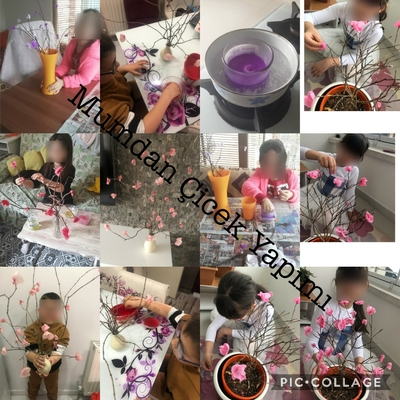 Mumdan Çiçek Yapımı
PIC•COLLAGE